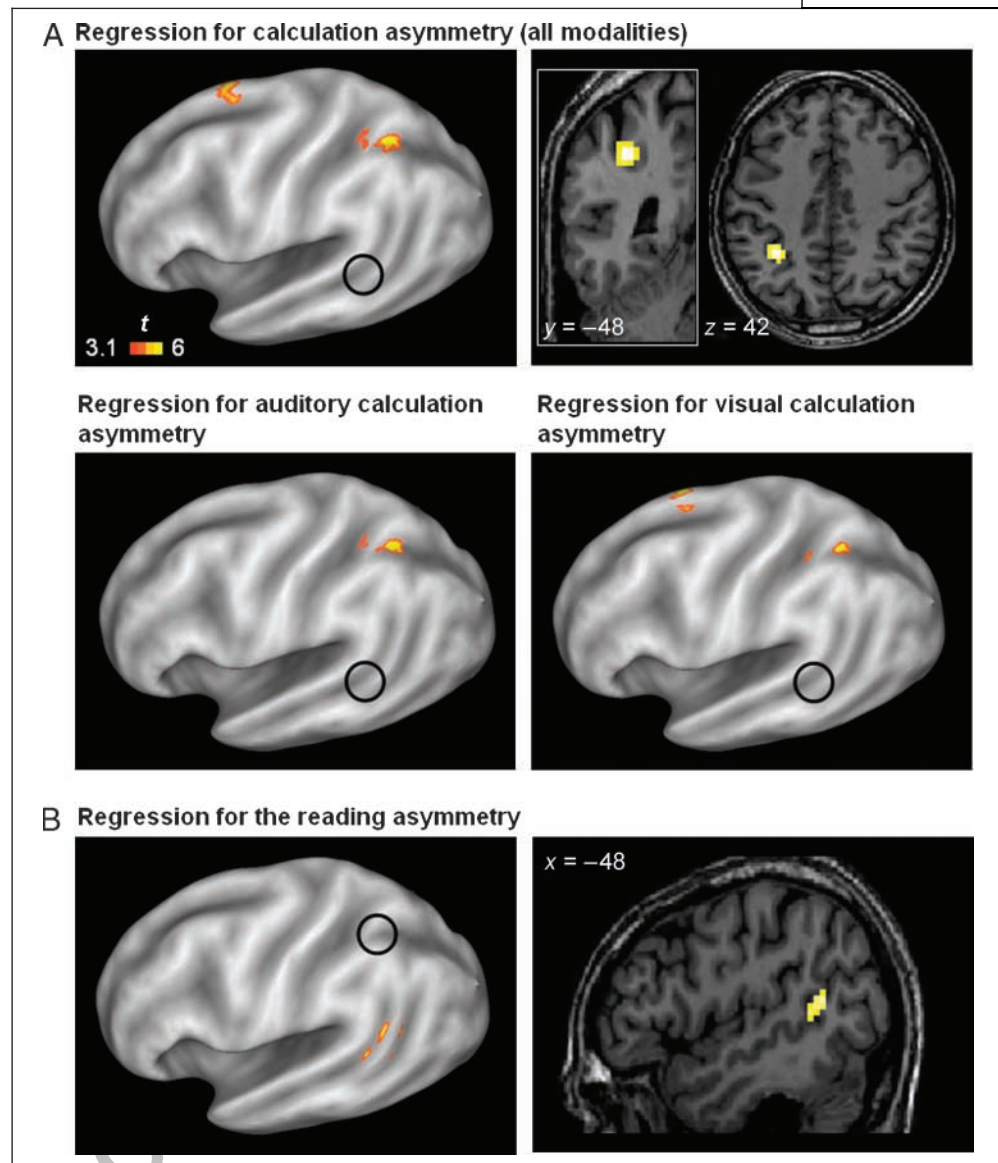 A Regression for calculation asymmetry (all modalities)
t
3.1 6
y = –48
z = 42
Regression for auditory calculation
asymmetry
Regression for visual calculation
asymmetry
B Regression for the reading asymmetry
x = –48